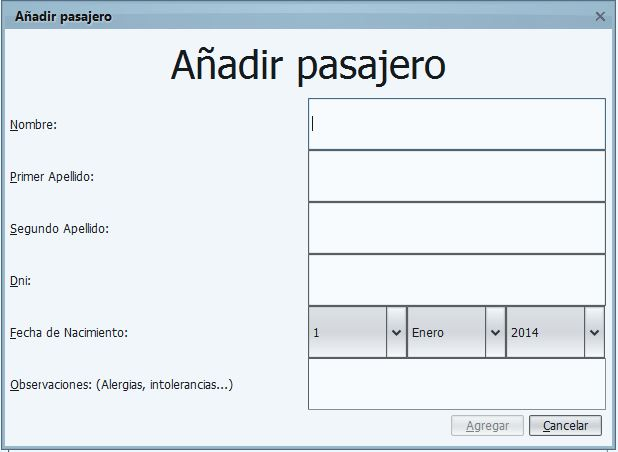 Añadir pasajero
Añadir pasajero
Nombre:
Primer Apellido:
Segundo Apellido:
Dni:
Fecha de Nacimiento: 1 Enero 2014
Observaciones: (Alergias, intolerancias...)
Agregar Cancelar